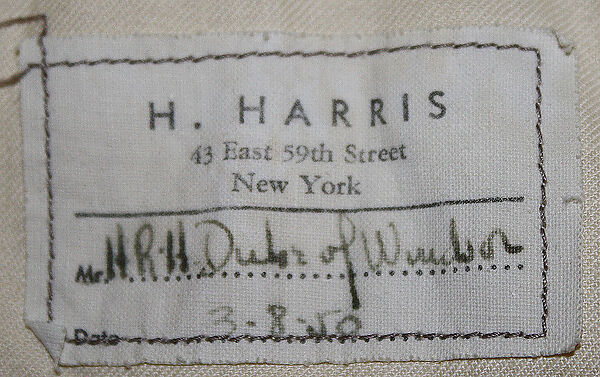 H. HARRIS
43 East 59th Street
New York
Mr. H.R.H. Duke of Windsor
Date 3-8-50